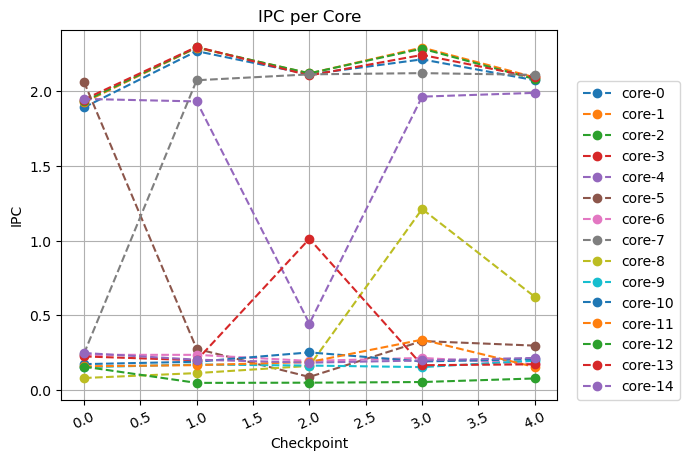 IPC per Core
IPC
2.0
1.5
1.0
0.5
0.0
0.0 0.5 1.0 1.5 2.0 2.5 3.0 3.5 4.0
Checkpoint
core-0
core-1
core-2
core-3
core-4
core-5
core-6
core-7
core-8
core-9
core-10
core-11
core-12
core-13
core-14